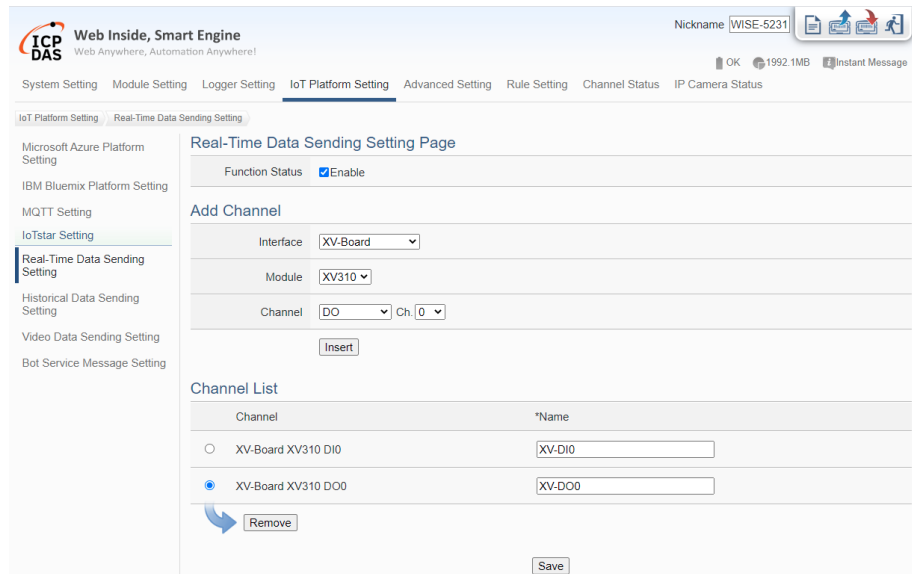 ICP DAS
Web Inside, Smart Engine
Web Anywhere, Automation Anywhere!
Nickname WISE-5231
OK 1992.1MB Instant Message
System Setting Module Setting Logger Setting IoT Platform Setting Advanced Setting Rule Setting Channel Status IP Camera Status
IoT Platform Setting Real-Time Data Sending Setting
Microsoft Azure Platform Setting
IBM Bluemix Platform Setting
MQTT Setting
IoTstar Setting
Real-Time Data Sending Setting
Historical Data Sending Setting
Video Data Sending Setting
Bot Service Message Setting
Real-Time Data Sending Setting Page
Function Status Enable
Add Channel
Interface XV-Board
Module XV310
Channel DO Ch. 0
Insert
Channel List
Channel *Name
XV-Board XV310 DI0 XV-DI0
XV-Board XV310 DO0 XV-DO0
Remove
Save